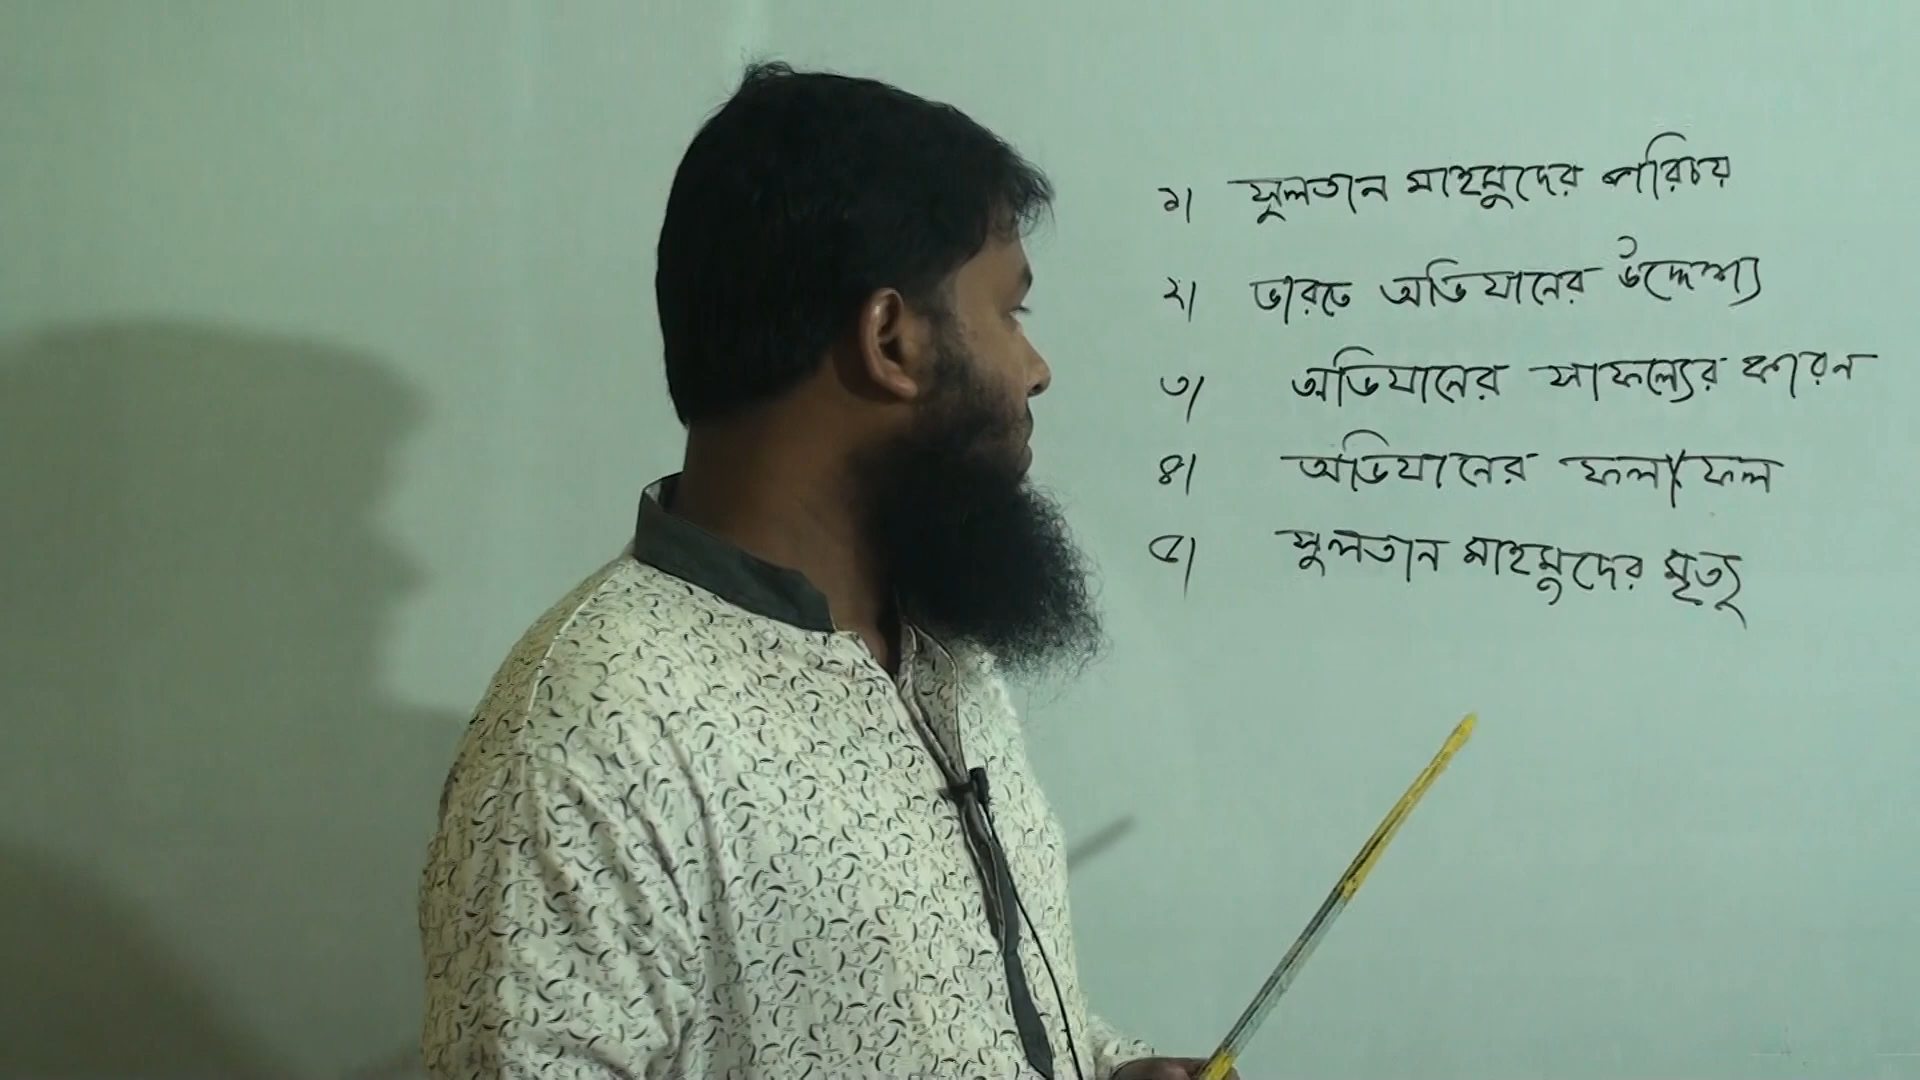 ১। সুলতান মাহমুদের পরিচয়
২। ভারতে অভিযানের উদ্দেশ্য
৩। অভিযানের সাফল্যের কারন
৪। অভিযানের ফলাফল
৫। সুলতান মাহমুদের মৃত্যু